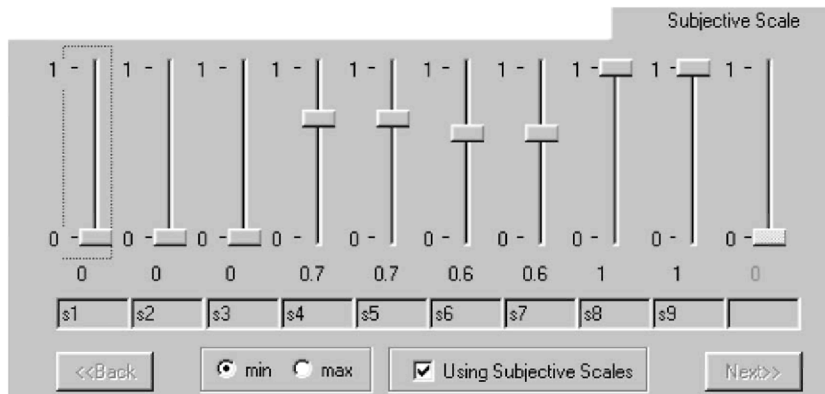 Subjective Scale
1 - 1 - 1 - 1 - 1 - 1 - 1 - 1 - 1 - 1 -
0 - 0 - 0 - 0 - 0 - 0 - 0 - 0 - 0 - 0 -
0 0 0 0.7 0.7 0.6 0.6 1 1 0
s1 s2 s3 s4 s5 s6 s7 s8 s9
<<Back min max Using Subjective Scales Next>>